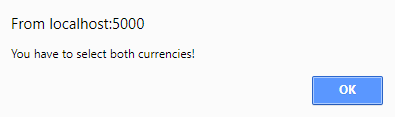 From localhost:5000
You have to select both currencies!
OK